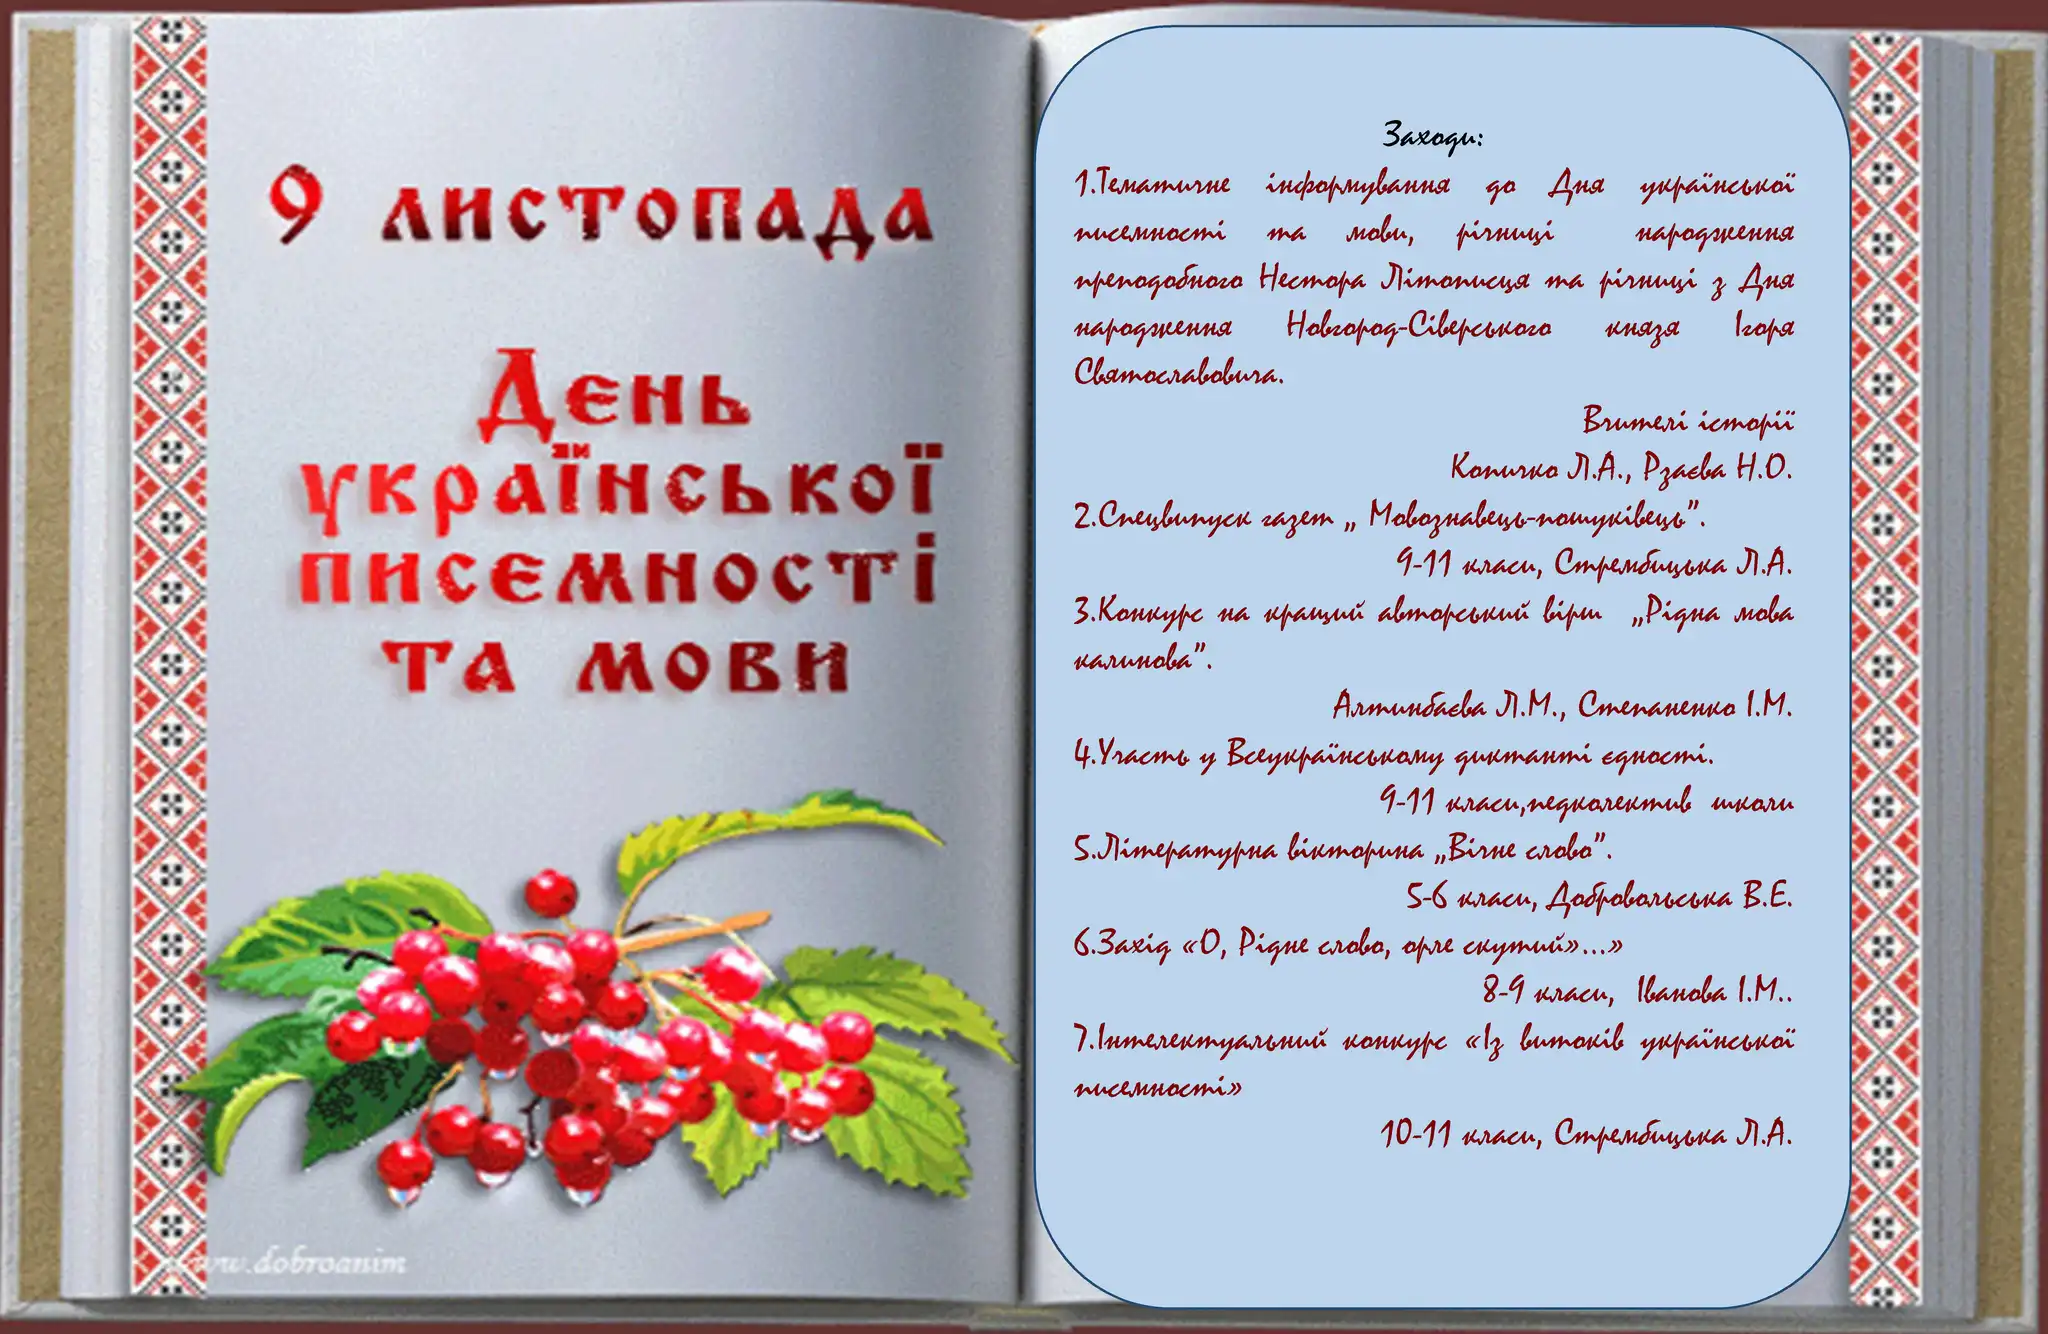 9 листопада
День
української
писемності
та мови
www.dobroanim
Заходи:
1.Тематичне інформування до Дня української
писемності та мови, річниці народження
преподобного Нестора Літописця та річниці з Дня
народження Новгород-Сіверського князя Ігоря
Святославовича.
Вчителі історії
Копичко Л.А., Рзаєва Н.О.
2.Спецвипуск газет „ Мовознавець-пошуківець”.
9-11 класи, Стрембицька Л.А.
3.Конкурс на кращий авторський вірш „Рідна мова
калинова”.
Алтинбаєва Л.М., Степаненко І.М.
4.Участь у Всеукраїнському диктанті єдності.
9-11 класи,педколектив школи
5.Літературна вікторина „Вічне слово”.
5-6 класи, Добровольська В.Е.
6.Захід «О, Рідне слово, орле скутий»...»
8-9 класи, Іванова І.М..
7.Інтелектуальний конкурс «Із витоків української
писемності»
10-11 класи, Стрембицька Л.А.